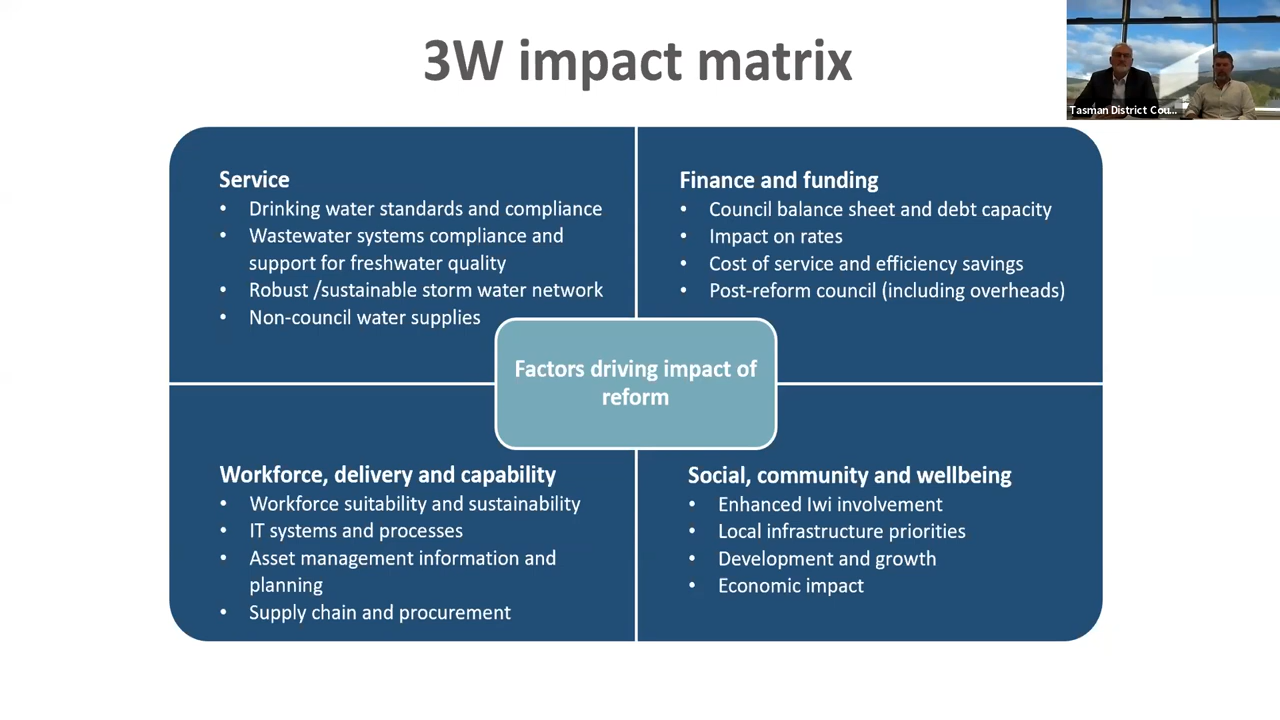 3W impact matrix
Tasman District Cou...
Service
• Drinking water standards and compliance
• Wastewater systems compliance and
support for freshwater quality
• Robust /sustainable storm water network
• Non-council water supplies
Finance and funding
• Council balance sheet and debt capacity
• Impact on rates
• Cost of service and efficiency savings
• Post-reform council (including overheads)
Factors driving impact of
reform
Workforce, delivery and capability
• Workforce suitability and sustainability
• IT systems and processes
• Asset management information and
planning
• Supply chain and procurement
Social, community and wellbeing
• Enhanced Iwi involvement
• Local infrastructure priorities
• Development and growth
• Economic impact